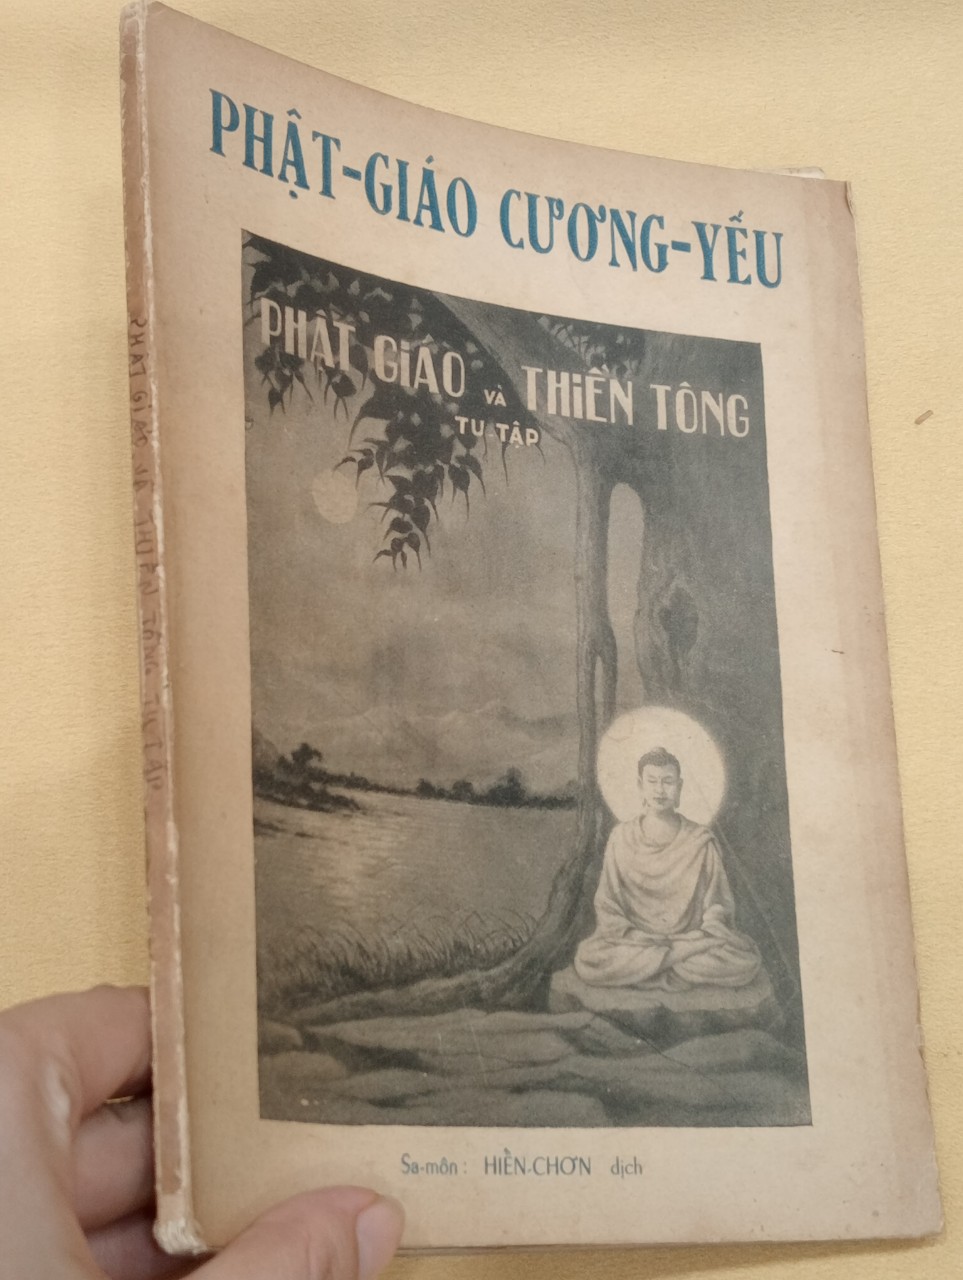 PHẬT-GIÁO CƯƠNG-YẾU
PHẬT GiÁO VÀ THiỀN TÔNG
TU-TẬP
Sa-môn: HIỀN-CHƠN dịch
PHẬT GIÁO VÀ THIỀN TÔNG TU TẬP